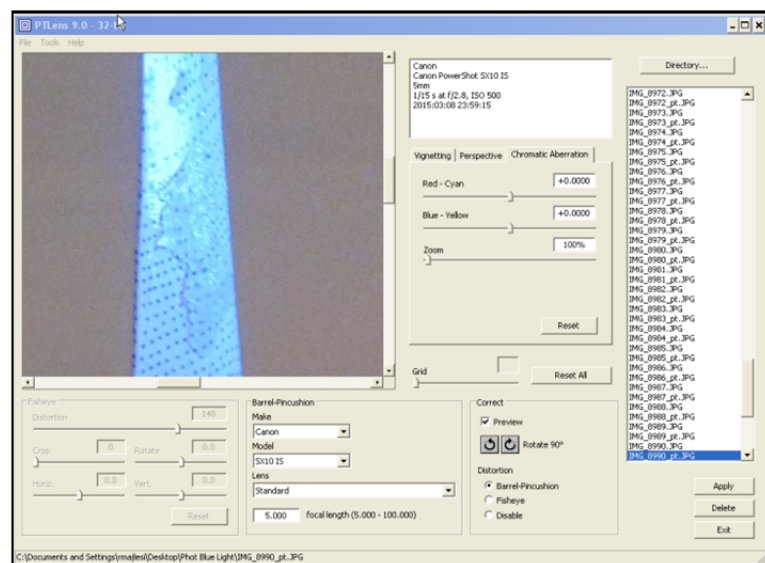 PTLens 9.0 - 32-
File Tools Help
Canon
Canon PowerShot SX10 IS
5mm
1/15 s at f/2.8, ISO 500
2015:03:08 23:59:15
Vignetting Perspective Chromatic Aberration
Red - Cyan +0.0000
Blue - Yellow +0.0000
Zoom 100%
Reset
Grid
Reset All
Directory...
IMG_8972.JPG
IMG_8972_pt.JPG
IMG_8973.JPG
IMG_8973_pt.JPG
IMG_8974.JPG
IMG_8974_pt.JPG
IMG_8975.JPG
IMG_8975_pt.JPG
IMG_8976.JPG
IMG_8976_pt.JPG
IMG_8977.JPG
IMG_8977_pt.JPG
IMG_8978.JPG
IMG_8978_pt.JPG
IMG_8979.JPG
IMG_8979_pt.JPG
IMG_8980.JPG
IMG_8980_pt.JPG
IMG_8981.JPG
IMG_8981_pt.JPG
IMG_8982.JPG
IMG_8982_pt.JPG
IMG_8983.JPG
IMG_8983_pt.JPG
IMG_8984.JPG
IMG_8984_pt.JPG
IMG_8985.JPG
IMG_8985_pt.JPG
IMG_8986.JPG
IMG_8986_pt.JPG
IMG_8987.JPG
IMG_8987_pt.JPG
IMG_8988.JPG
IMG_8988_pt.JPG
IMG_8989.JPG
IMG_8989_pt.JPG
IMG_8990.JPG
IMG_8990_pt.JPG
Fisheye
Distortion 140
Crop 0 Rotate 0.0
Horiz. 0.0 Vert. 0.0
Reset
Barrel-Pincushion
Make
Canon
Model
SX10 IS
Lens
Standard
5.000 focal length (5.000 - 100.000)
Correct
Preview
Rotate 90°
Distortion
Barrel-Pincushion
Fisheye
Disable
Apply
Delete
Exit
C:\Documents and Settings\rmajlesi\Desktop\Phot Blue Light\IMG_8990_pt.JPG